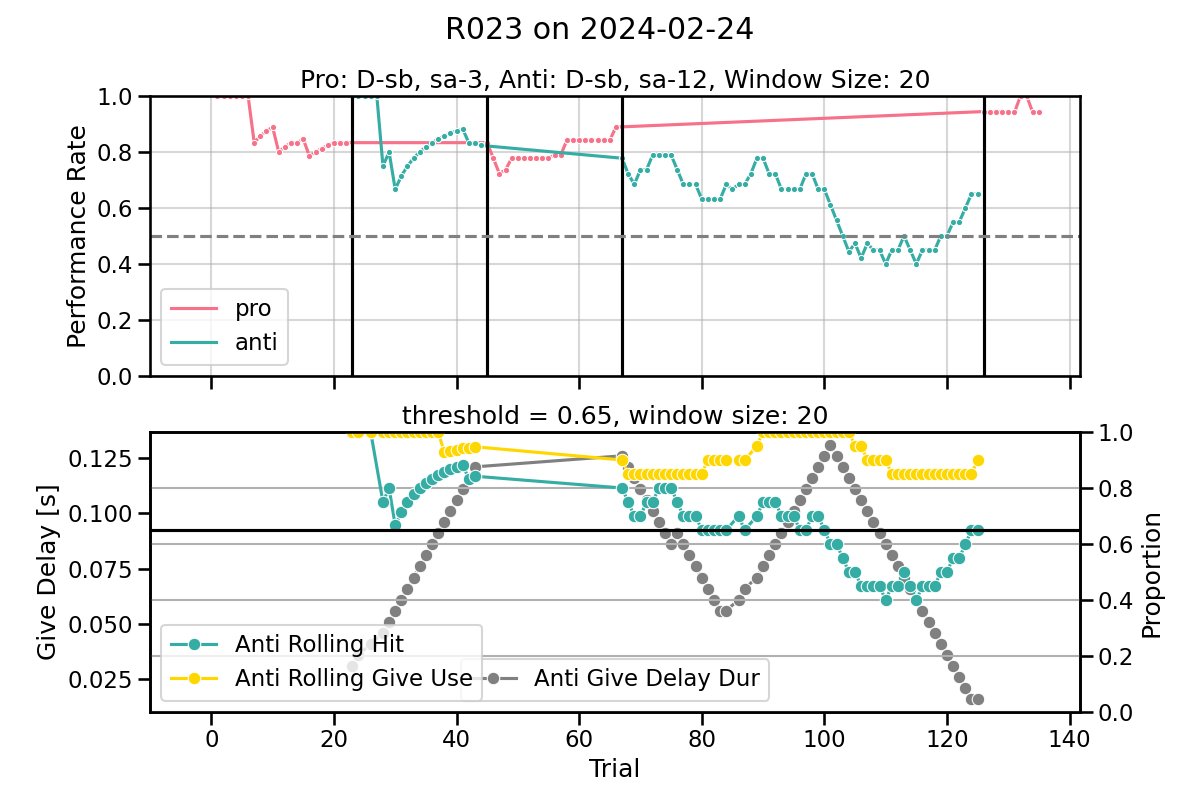 R023 on 2024-02-24
Pro: D-sb, sa-3, Anti: D-sb, sa-12, Window Size: 20
Performance Rate
1.0
0.8
0.6
0.4
0.2
0.0
pro
anti
threshold = 0.65, window size: 20
Give Delay [s]
0.125
0.100
0.075
0.050
0.025
1.0
0.8
0.6
0.4
0.2
0.0
Proportion
Anti Rolling Hit
Anti Rolling Give Use
Anti Give Delay Dur
0 20 40 60 80 100 120 140
Trial